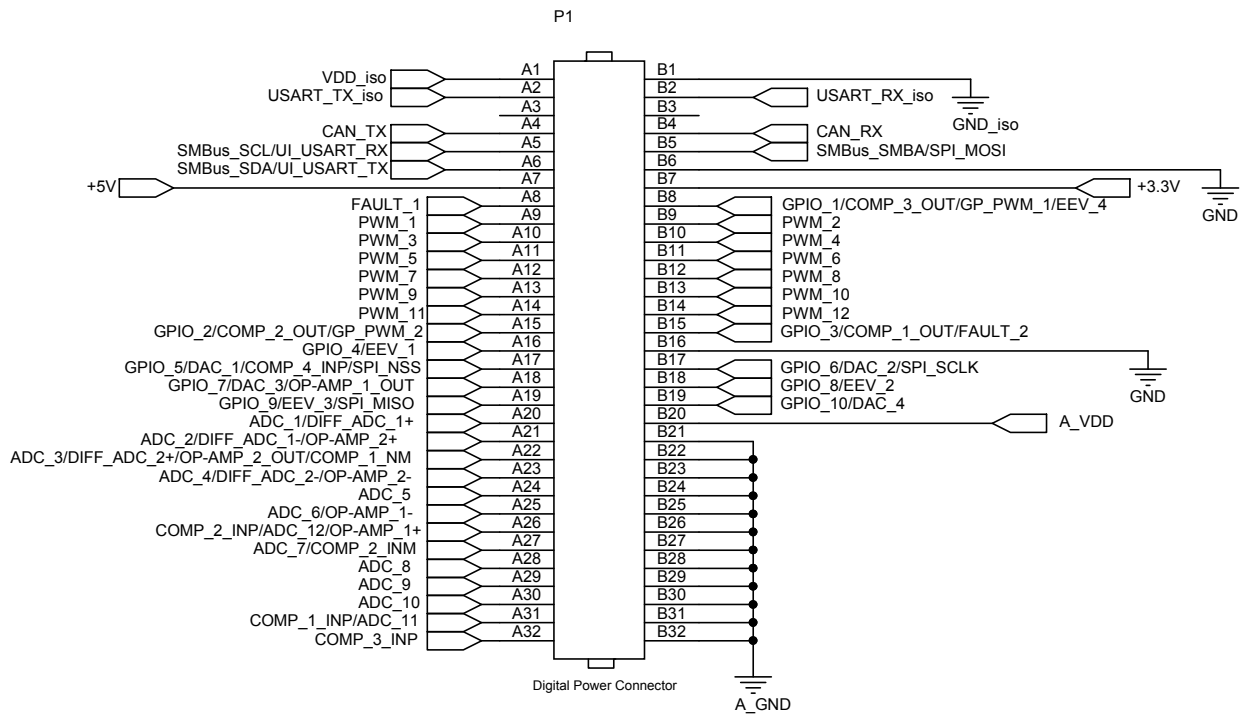 P1
VDD_iso A1 B1
USART_TX_iso A2 B2 USART_RX_iso
A3 B3 GND_iso
CAN_TX A4 B4 CAN_RX
SMBus_SCL/UI_USART_RX A5 B5 SMBus_SMBA/SPI_MOSI
SMBus_SDA/UI_USART_TX A6 B6
+5V A7 B7 +3.3V
GND
FAULT_1 A8 B8 GPIO_1/COMP_3_OUT/GP_PWM_1/EEV_4
PWM_1 A9 B9 PWM_2
PWM_3 A10 B10 PWM_4
PWM_5 A11 B11 PWM_6
PWM_7 A12 B12 PWM_8
PWM_9 A13 B13 PWM_10
PWM_11 A14 B14 PWM_12
GPIO_2/COMP_2_OUT/GP_PWM_2 A15 B15 GPIO_3/COMP_1_OUT/FAULT_2
GPIO_4/EEV_1 A16 B16
GPIO_5/DAC_1/COMP_4_INP/SPI_NSS A17 B17 GPIO_6/DAC_2/SPI_SCLK
GPIO_7/DAC_3/OP-AMP_1_OUT A18 B18 GPIO_8/EEV_2
GND
GPIO_9/EEV_3/SPI_MISO A19 B19 GPIO_10/DAC_4
ADC_1/DIFF_ADC_1+ A20 B20 A_VDD
ADC_2/DIFF_ADC_1-/OP-AMP_2+ A21 B21
ADC_3/DIFF_ADC_2+/OP-AMP_2_OUT/COMP_1_NM A22 B22
ADC_4/DIFF_ADC_2-/OP-AMP_2- A23 B23
ADC_5 A24 B24
ADC_6/OP-AMP_1- A25 B25
COMP_2_INP/ADC_12/OP-AMP_1+ A26 B26
ADC_7/COMP_2_INM A27 B27
ADC_8 A28 B28
ADC_9 A29 B29
ADC_10 A30 B30
COMP_1_INP/ADC_11 A31 B31
COMP_3_INP A32 B32
Digital Power Connector
A_GND